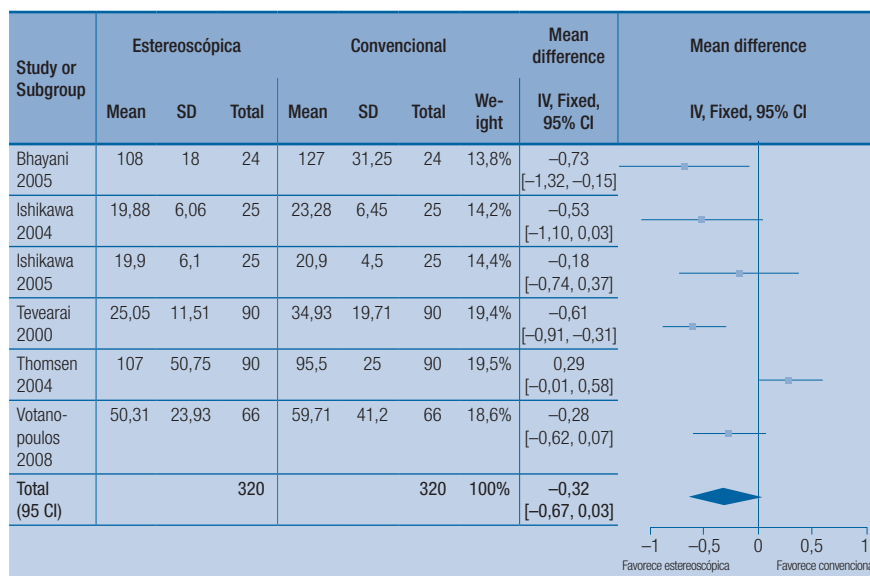 Study or Subgroup Estereoscópica Convencional Mean difference Mean difference
Mean SD Total Mean SD Total We-ight IV, Fixed, 95% CI IV, Fixed, 95% CI
Bhayani 2005 108 18 24 127 31,25 24 13,8% –0,73 [–1,32, –0,15]
Ishikawa 2004 19,88 6,06 25 23,28 6,45 25 14,2% –0,53 [–1,10, 0,03]
Ishikawa 2005 19,9 6,1 25 20,9 4,5 25 14,4% –0,18 [–0,74, 0,37]
Tevearai 2000 25,05 11,51 90 34,93 19,71 90 19,4% –0,61 [–0,91, –0,31]
Thomsen 2004 107 50,75 90 95,5 25 90 19,5% 0,29 [–0,01, 0,58]
Votano-poulos 2008 50,31 23,93 66 59,71 41,2 66 18,6% –0,28 [–0,62, 0,07]
Total (95 CI) 320 320 100% –0,32 [–0,67, 0,03]
–1 –0,5 0 0,5 1
Favorece estereoscópica Favorece convenciona